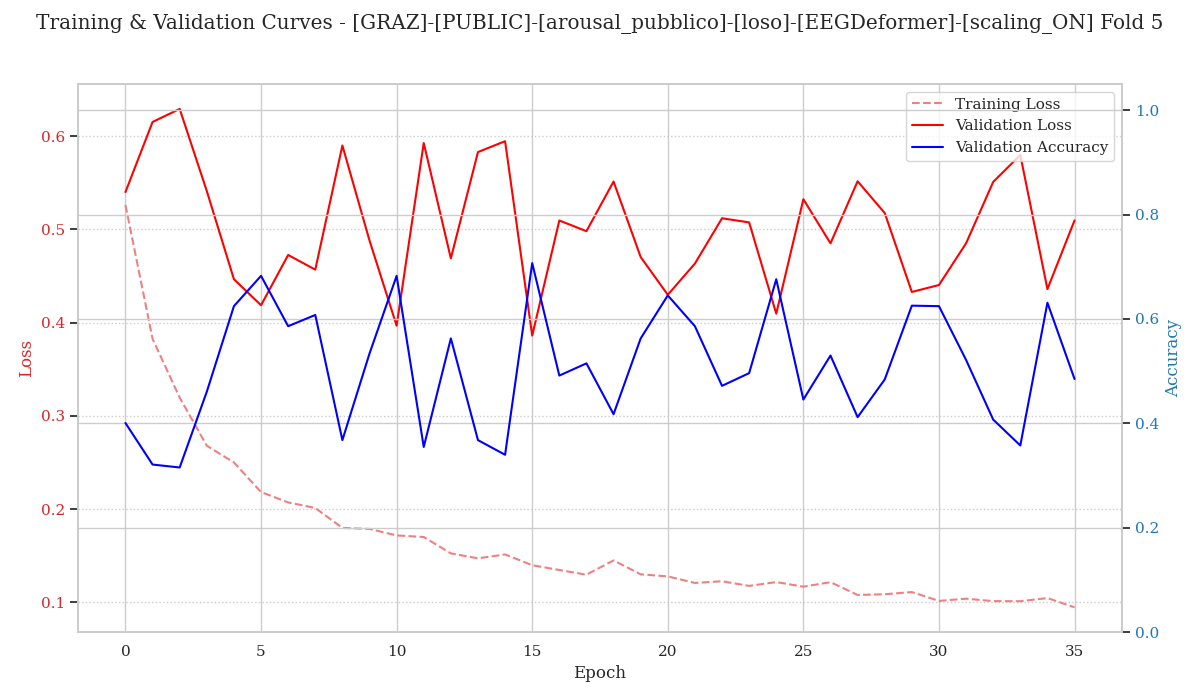 Training & Validation Curves - [GRAZ]-[PUBLIC]-[arousal_pubblico]-[loso]-[EEGDeformer]-[scaling_ON] Fold 5
Training Loss
Validation Loss
Validation Accuracy
Loss
0.6
0.5
0.4
0.3
0.2
0.1
1.0
0.8
0.6
0.4
0.2
0.0
Accuracy
0 5 10 15 20 25 30 35
Epoch